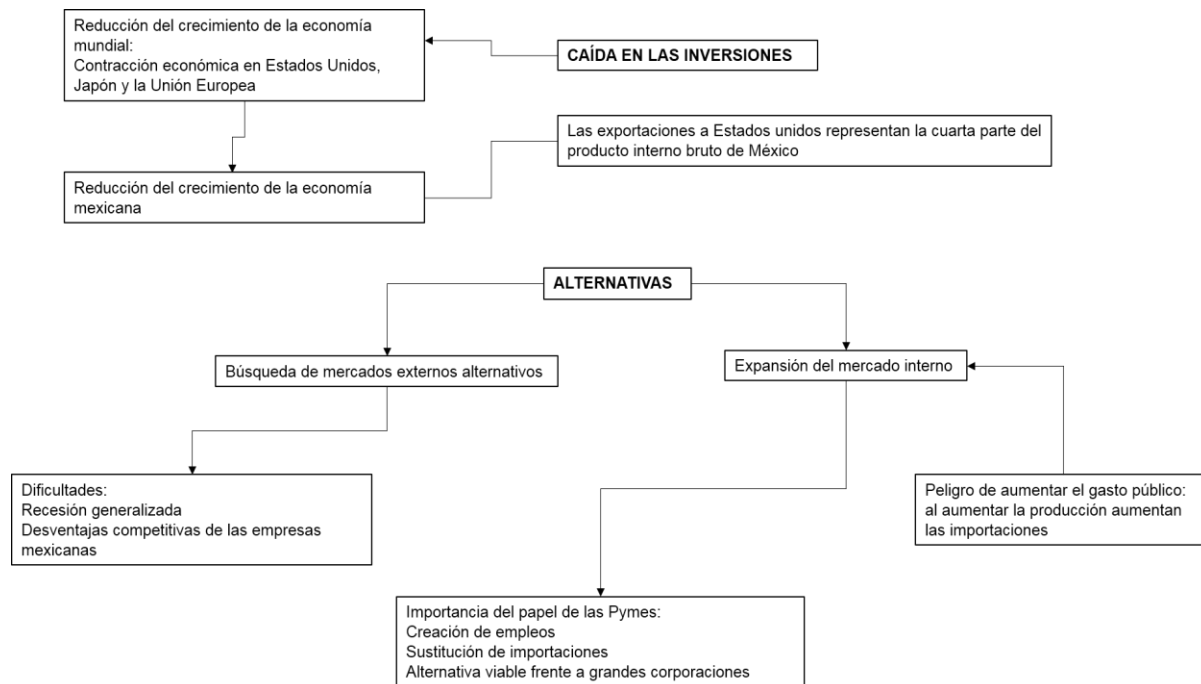 Reducción del crecimiento de la economía
mundial:
Contracción económica en Estados Unidos,
Japón y la Unión Europea
CAÍDA EN LAS INVERSIONES
Las exportaciones a Estados unidos representan la cuarta parte del
producto interno bruto de México
Reducción del crecimiento de la economía
mexicana
ALTERNATIVAS
Búsqueda de mercados externos alternativos
Expansión del mercado interno
Dificultades:
Recesión generalizada
Desventajas competitivas de las empresas
mexicanas
Peligro de aumentar el gasto público:
al aumentar la producción aumentan
las importaciones
Importancia del papel de las Pymes:
Creación de empleos
Sustitución de importaciones
Alternativa viable frente a grandes corporaciones